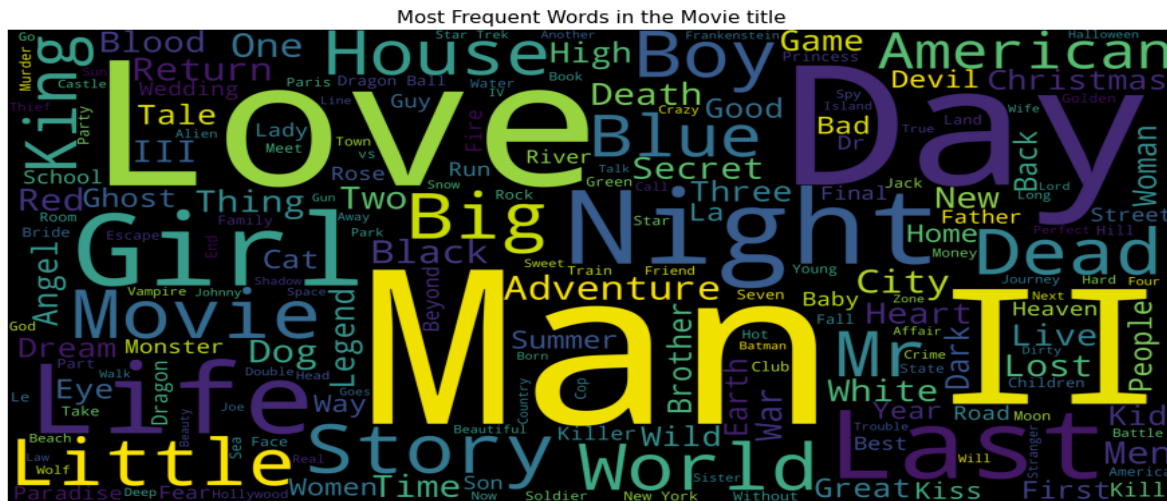 Most Frequent Words in the Movie title
Go Blood One Star Trek Another Frankenstein Game Halloween
Murder King Castle Sun Return House High Boy Princess American
Wedding Paris Dragon Ball Water IV Book Death Devil Christmas
Thief Party Tale Line Guy Love Good Blue Spy Island Bad Day Golden
III Alien Lady Meet Town vs Fire River Crazy True Dr Land Wife
School Rose Run Talk Secret Back Woman
Red Ghost Thing Gun Snow Rock Green Call Three Final Jack New Lord Long
Room Family Away Two Big Star La Night Father Street
Bride Escape End Girl Park Black Home Perfect Hill Dead
Angel Cat Shadow Sweet Train Friend Young City Money Journey Hard Four
Vampire Johnny Space Beyond Adventure Seven Baby Zone Next
God Movie Legend Summer Man Hot Batman Fall Heart Affair Heaven II
Dream Monster Dog Born Brother Club Mr Crime Dark Live People
Part Walk Double Head Cop Earth State Dirty Lost
Le Eye Dragon Life Goes Way Country War White Children
Take Beauty Joe Beautiful Killer Wild Year Road Moon Kid
Beach Little Sea Face Story World Best Last Trouble Stranger Battle Men
Law Wolf Real Sister Will First America
Paradise Deep Fear Hollywood Women Time Son Now Soldier New York Without Great Kiss Kill